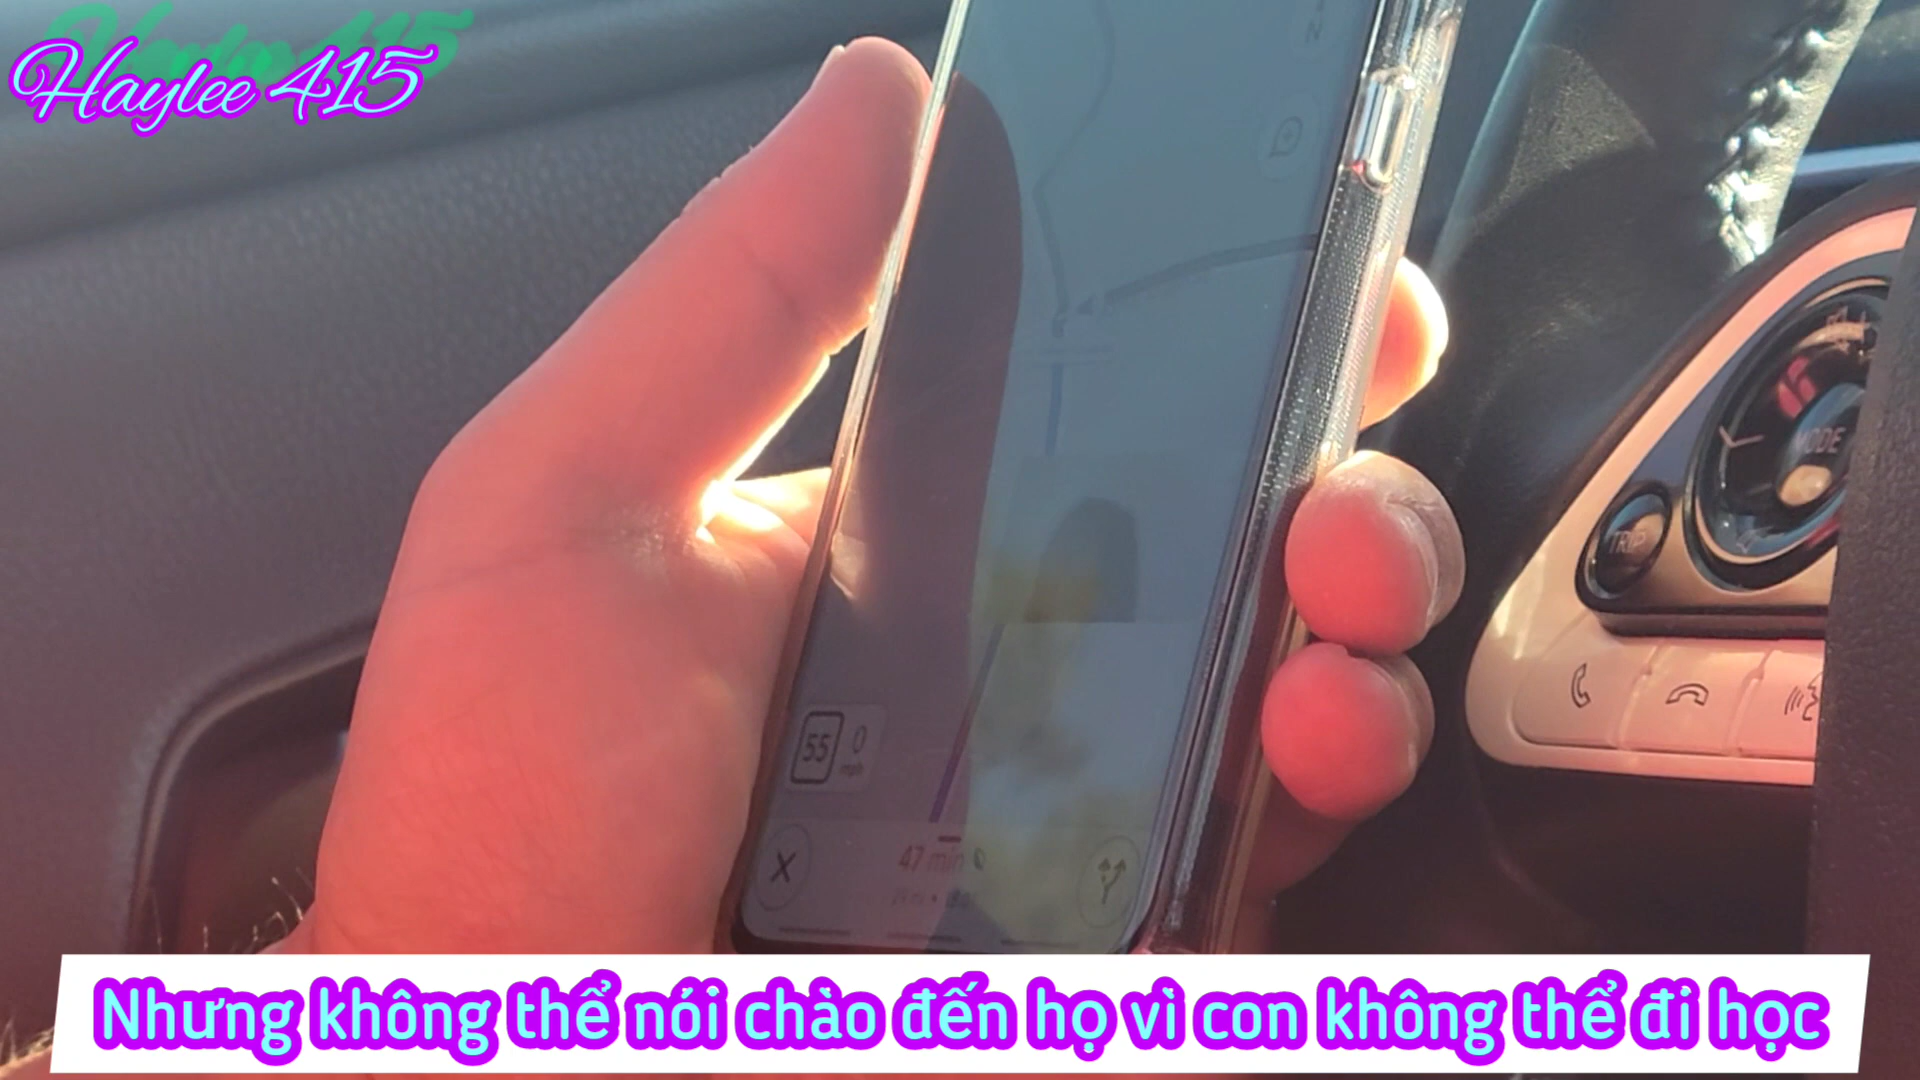 Haylee 415
MODE
TRIP
55
0
mph
47 min
Nhưng không thể nói chào đến họ vì con không thể đi học